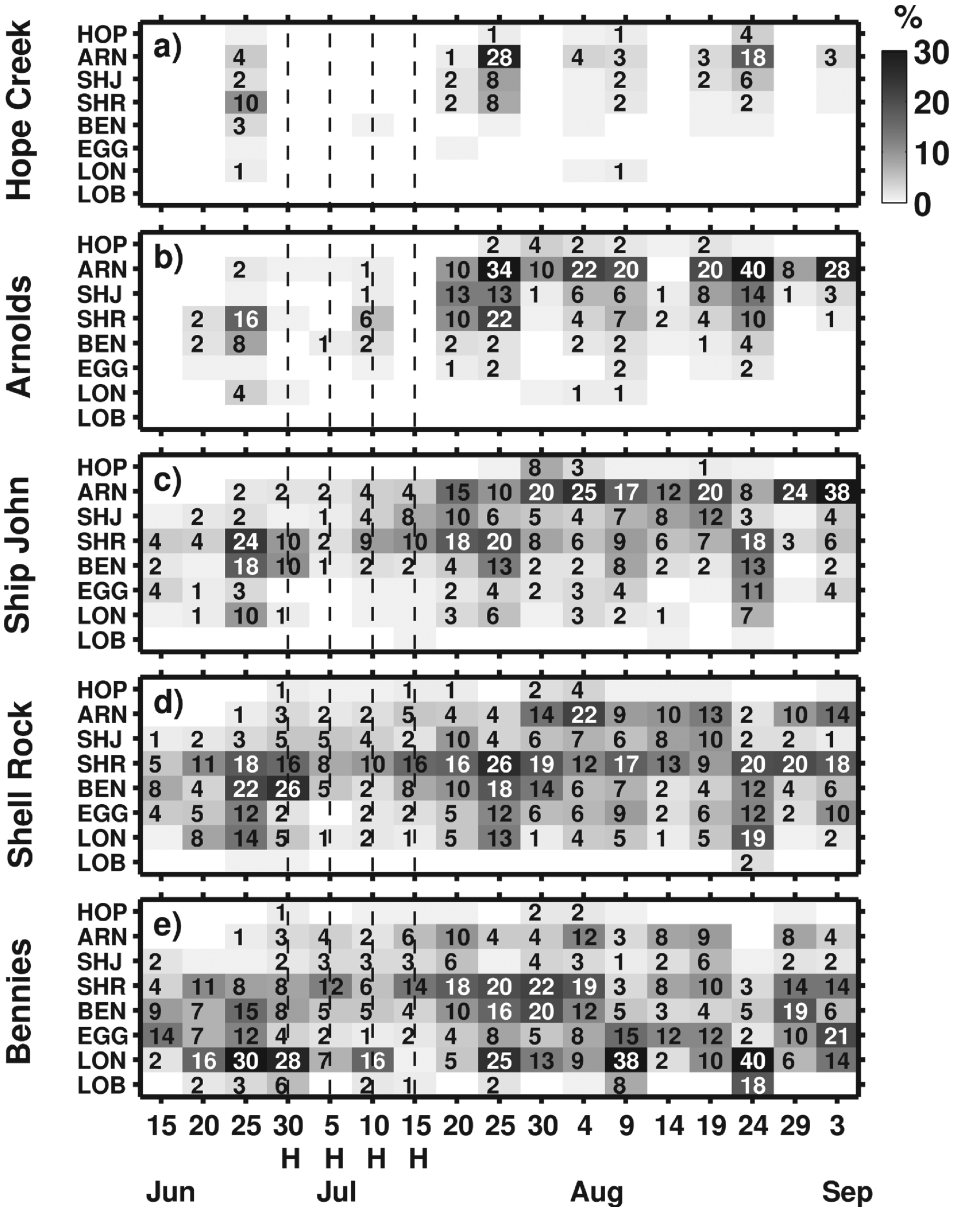 %
Hope Creek
a)
HOP 1 1 4
ARN 4 1 28 4 3 3 18 3
SHJ 2 2 8 2 2 6
SHR 10 2 8 2 2
BEN 3
EGG
LON 1 1
LOB
30
20
10
0
Arnolds
b)
HOP 2 4 2 2 2
ARN 2 1 10 34 10 22 20 20 40 8 28
SHJ 1 13 13 1 6 6 1 8 14 1 3
SHR 2 16 6 10 22 4 7 2 4 10 1
BEN 2 8 1 2 2 2 2 2 1 4
EGG 1 2 2 2
LON 4 1 1
LOB
Ship John
c)
HOP 8 3 1
ARN 2 2 2 4 4 15 10 20 25 17 12 20 8 24 38
SHJ 2 2 1 4 8 10 6 5 4 7 8 12 3 4
SHR 4 4 24 10 2 9 10 18 20 8 6 9 6 7 18 3 6
BEN 2 18 10 1 2 2 4 13 2 2 8 2 2 13 2
EGG 4 1 3 2 4 2 3 4 11 4
LON 1 10 1 3 6 3 2 1 7
LOB
Shell Rock
d)
HOP 1 1 1 2 4
ARN 1 3 2 2 5 4 4 14 22 9 10 13 2 10 14
SHJ 1 2 3 5 5 4 2 10 4 6 7 6 8 10 2 2 1
SHR 5 11 18 16 8 10 16 16 26 19 12 17 13 9 20 20 18
BEN 8 4 22 26 5 2 8 10 18 14 6 7 2 4 12 4 6
EGG 4 5 12 2 2 2 5 12 6 6 9 2 6 12 2 10
LON 8 14 5 1 2 1 5 13 1 4 5 1 5 19 2
LOB 2
Bennies
e)
HOP 1 2 2
ARN 1 3 4 2 6 10 4 4 12 3 8 9 8 4
SHJ 2 2 3 3 3 6 4 3 1 2 6 2 2
SHR 4 11 8 8 12 6 14 18 20 22 19 3 8 10 3 14 14
BEN 9 7 15 8 5 5 4 10 16 20 12 5 3 4 5 19 6
EGG 14 7 12 4 2 1 2 4 8 5 8 15 12 12 2 10 21
LON 2 16 30 28 7 16 5 25 13 9 38 2 10 40 6 14
LOB 2 3 6 2 1 2 8 18
15 20 25 30 5 10 15 20 25 30 4 9 14 19 24 29 3
H H H H
Jun Jul Aug Sep